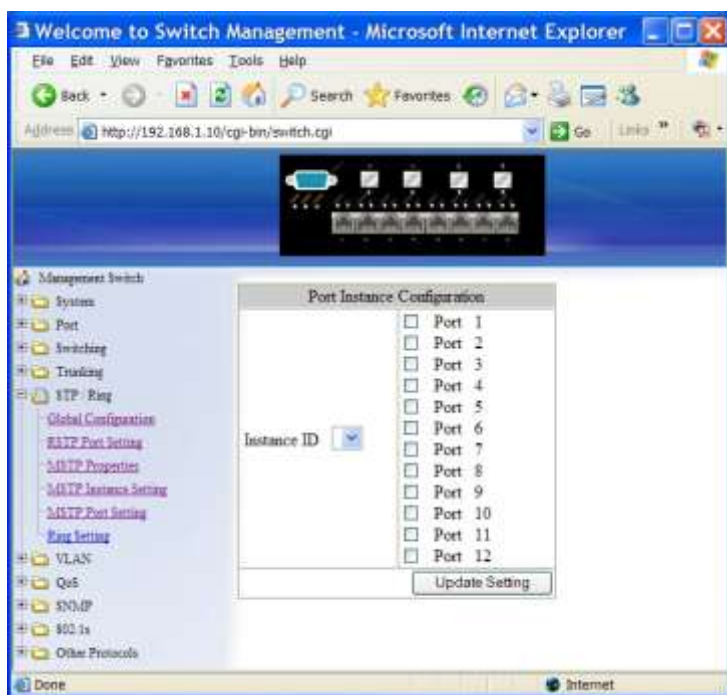 Welcome to Switch Management - Microsoft Internet Explorer
File Edit View Favorites Tools Help
Back Search Favorites
Address http://192.168.1.10/cgi-bin/switch.cgi Go Links »
Management Switch
System
Port
Switching
Trunking
STP / Ring
Global Configuration
RSTP Port Setting
MSTP Properties
MSTP Instance Setting
MSTP Port Setting
Ring Setting
VLAN
QoS
SNMP
802.1x
Other Protocols
Port Instance Configuration
Instance ID
Port 1
Port 2
Port 3
Port 4
Port 5
Port 6
Port 7
Port 8
Port 9
Port 10
Port 11
Port 12
Update Setting
Done Internet